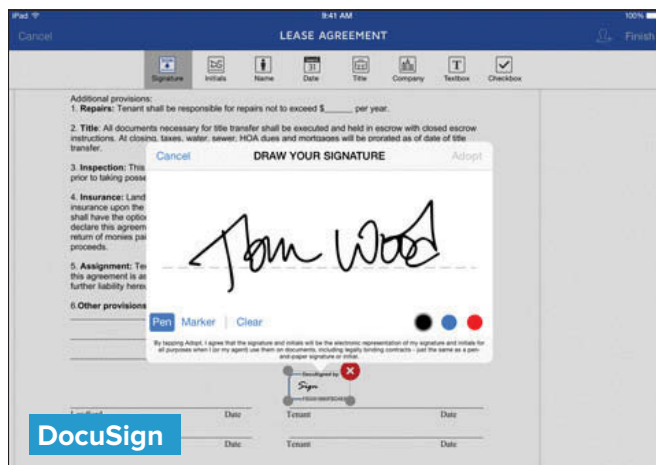 iPad 9:41 AM 100%
Cancel LEASE AGREEMENT Finish
Signature Initials Name Date Title Company Textbox Checkbox
31 T
Additional provisions:
1. Repairs: Tenant shall be responsible for repairs not to exceed $______ per year.
2. Title: All documents necessary for title transfer shall be executed and held in escrow with closed escrow
instructions. At closing, taxes, water, sewer, HOA dues and mortgages will be prorated as of date of title
transfer.
3. Inspection: This
prior to taking posse
4. Insurance: Land
insurance upon the
shall have the optio
declare this agreem
return of monies pai
proceeds.
5. Assignment: Te
this agreement is as
further liability hereu
6.Other provisions
Cancel DRAW YOUR SIGNATURE Adopt
Tom Wood
Pen Marker Clear
By tapping Adopt, I agree that the signature and initials will be the electronic representation of my signature and initials for
all purposes when I (or my agent) use them on documents, including legally binding contracts - just the same as a pen-
and-paper signature or initial.
DocuSigned by
Sign
Landlord Date Tenant Date
Date Tenant Date
DocuSign